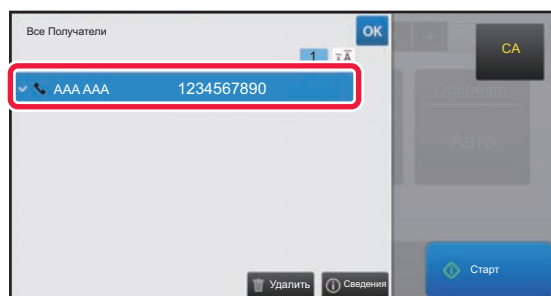 Все Получатели
OK
CA
1
AAA AAA 1234567890
Оригинал
Авто
Удалить
Сведения
Старт